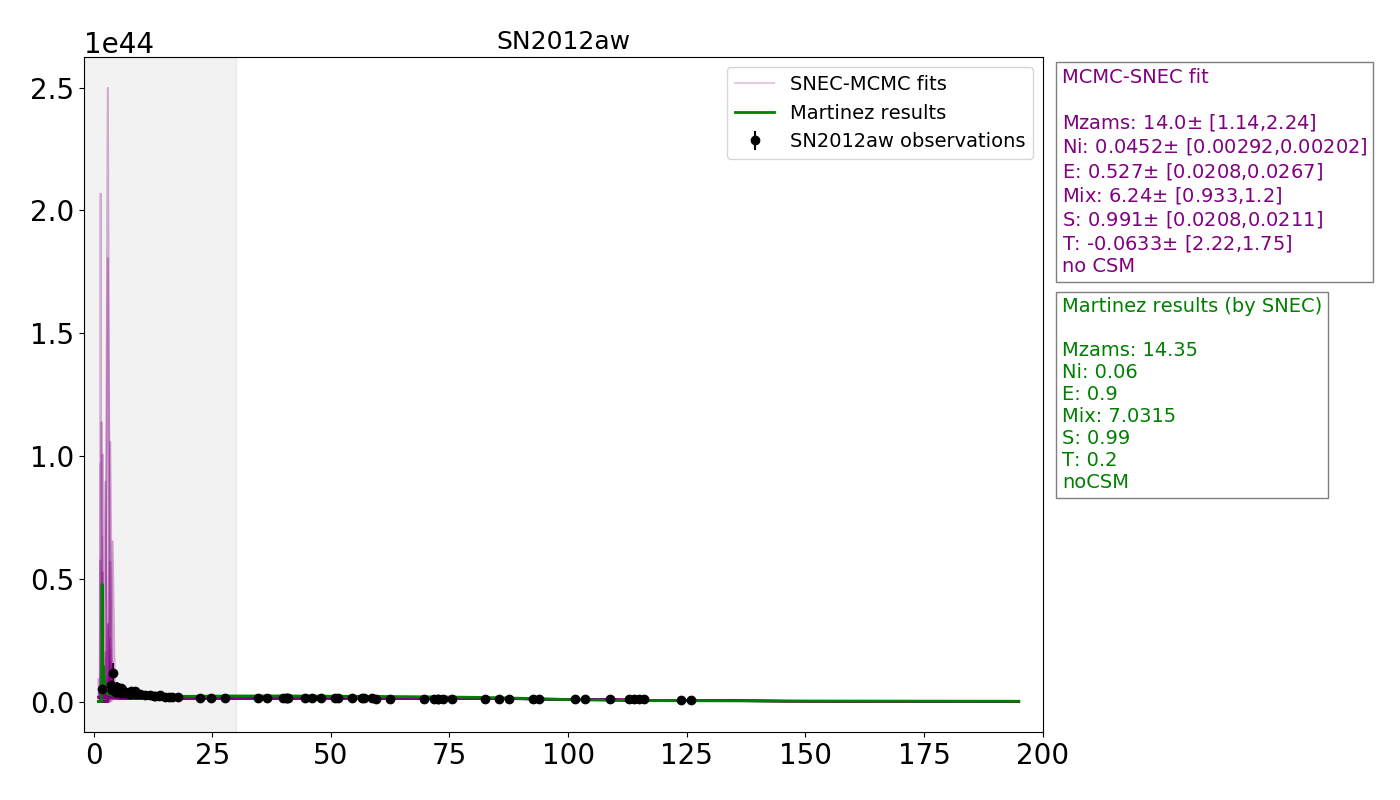 SN2012aw
1e44
2.5
2.0
1.5
1.0
0.5
0.0
0 25 50 75 100 125 150 175 200
SNEC-MCMC fits
Martinez results
SN2012aw observations
MCMC-SNEC fit
Mzams: 14.0± [1.14,2.24]
Ni: 0.0452± [0.00292,0.00202]
E: 0.527± [0.0208,0.0267]
Mix: 6.24± [0.933,1.2]
S: 0.991± [0.0208,0.0211]
T: -0.0633± [2.22,1.75]
no CSM
Martinez results (by SNEC)
Mzams: 14.35
Ni: 0.06
E: 0.9
Mix: 7.0315
S: 0.99
T: 0.2
noCSM